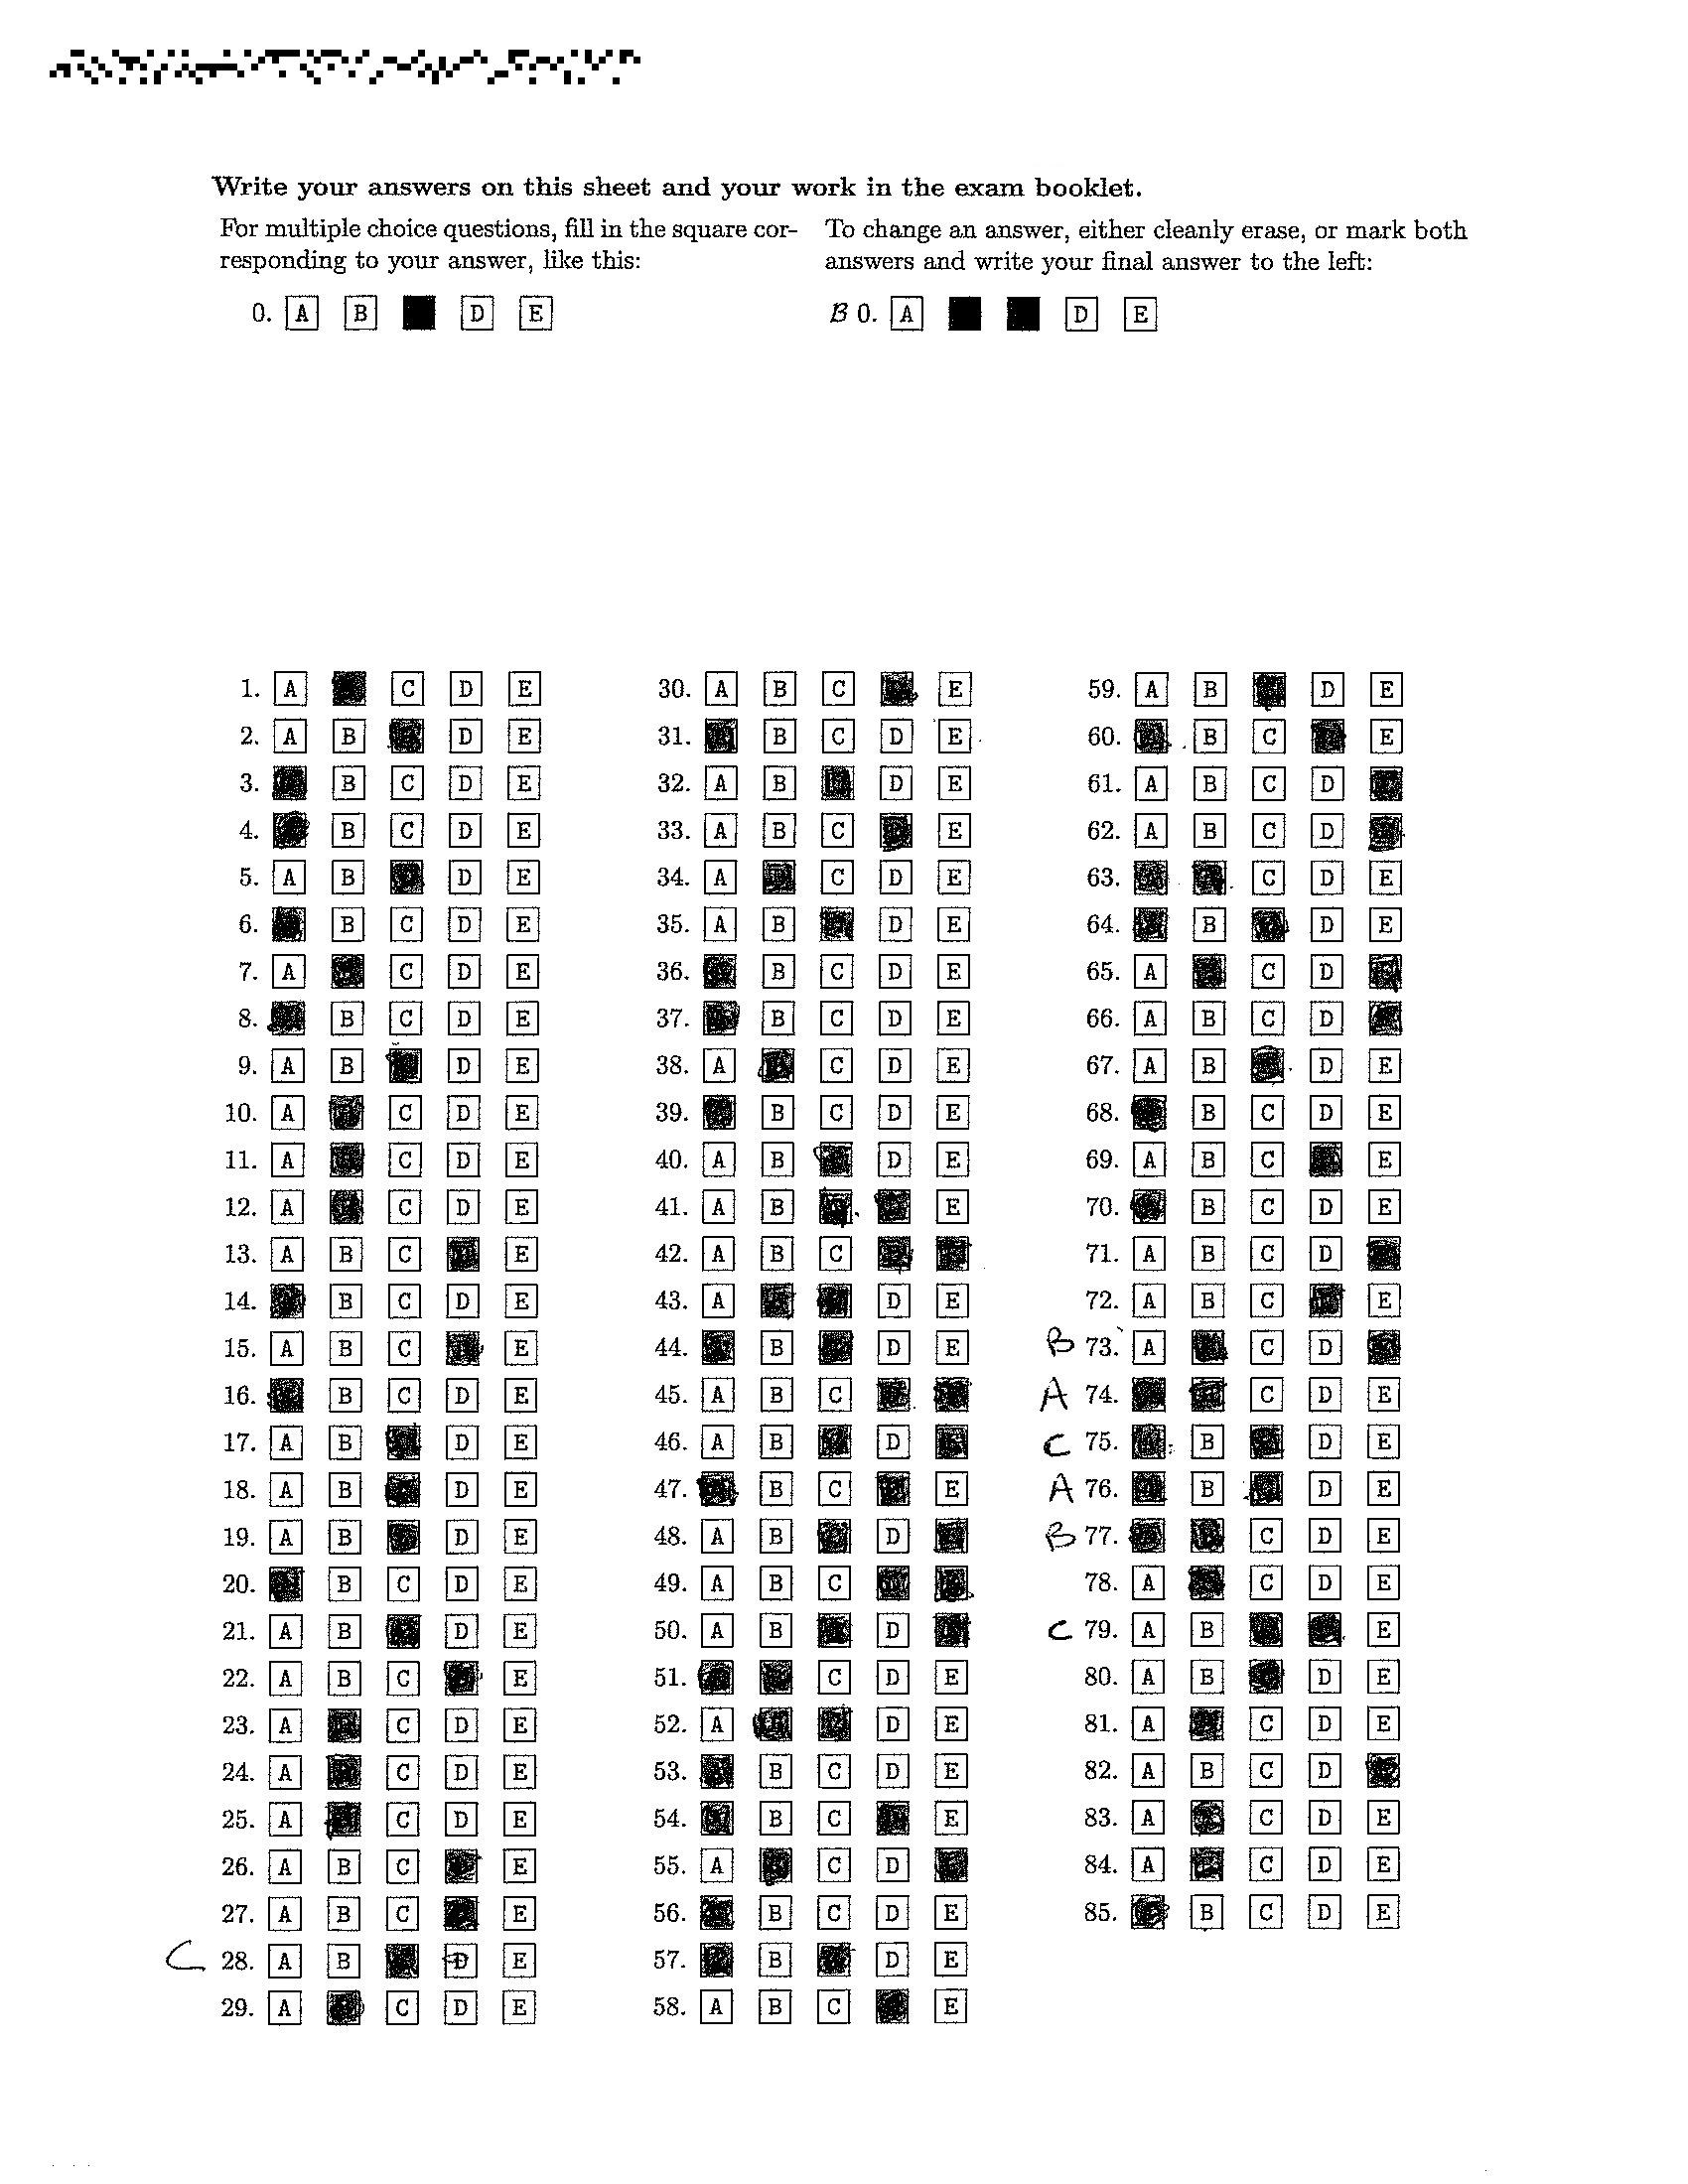 Write your answers on this sheet and your work in the exam booklet.
For multiple choice questions, fill in the square cor-
responding to your answer, like this:
0. A B D E
To change an answer, either cleanly erase, or mark both
answers and write your final answer to the left:
B 0. A D E
1. A C D E
2. A B D E
3. B C D E
4. B C D E
5. A B D E
6. B C D E
7. A C D E
8. B C D E
9. A B D E
10. A C D E
11. A C D E
12. A C D E
13. A B C E
14. B C D E
15. A B C E
16. B C D E
17. A B D E
18. A B D E
19. A B D E
20. B C D E
21. A B D E
22. A B C E
23. A C D E
24. A C D E
25. A C D E
26. A B C E
27. A B C E
C 28. A B D E
29. A C D E
30. A B C E
31. B C D E
32. A B D E
33. A B C E
34. A C D E
35. A B D E
36. B C D E
37. B C D E
38. A C D E
39. B C D E
40. A B D E
41. A B E
42. A B C
43. A D E
44. B D E
45. A B C
46. A B D
47. B C E
48. A B D
49. A B C
50. A B D
51. C D E
52. A D E
53. B C D E
54. B C E
55. A C D
56. B C D E
57. B D E
58. A B C E
59. A B D E
60. B C E
61. A B C D
62. A B C D
63. C D E
64. B D E
65. A C D
66. A B C D
67. A B D E
68. B C D E
69. A B C E
70. B C D E
71. A B C D
72. A B C E
B 73. A C D
A 74. C D E
C 75. B D E
A 76. B D E
B 77. C D E
78. A C D E
C 79. A B E
80. A B D E
81. A C D E
82. A B C D
83. A C D E
84. A C D E
85. B C D E